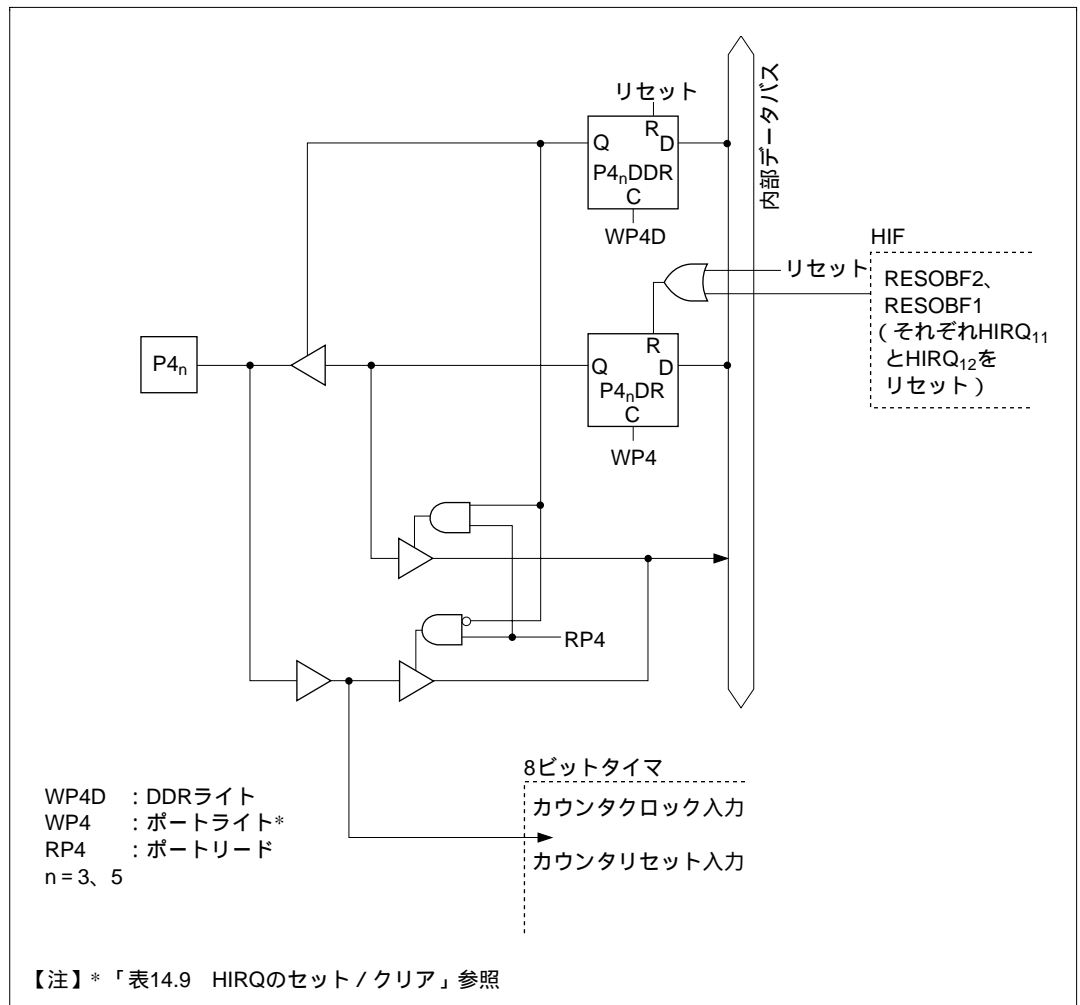 リセット
Q
R
D
P4nDDR
C
WP4D
内部データバス
HIF
リセット
RESOBF2、
RESOBF1
（それぞれHIRQ11
とHIRQ12を
リセット）
P4n
Q
R
D
P4nDR
C
WP4
RP4
8ビットタイマ
カウンタクロック入力
カウンタリセット入力
WP4D ：DDRライト
WP4 ：ポートライト*
RP4 ：ポートリード
n = 3、5
【注】*「表14.9 HIRQのセット / クリア」参照